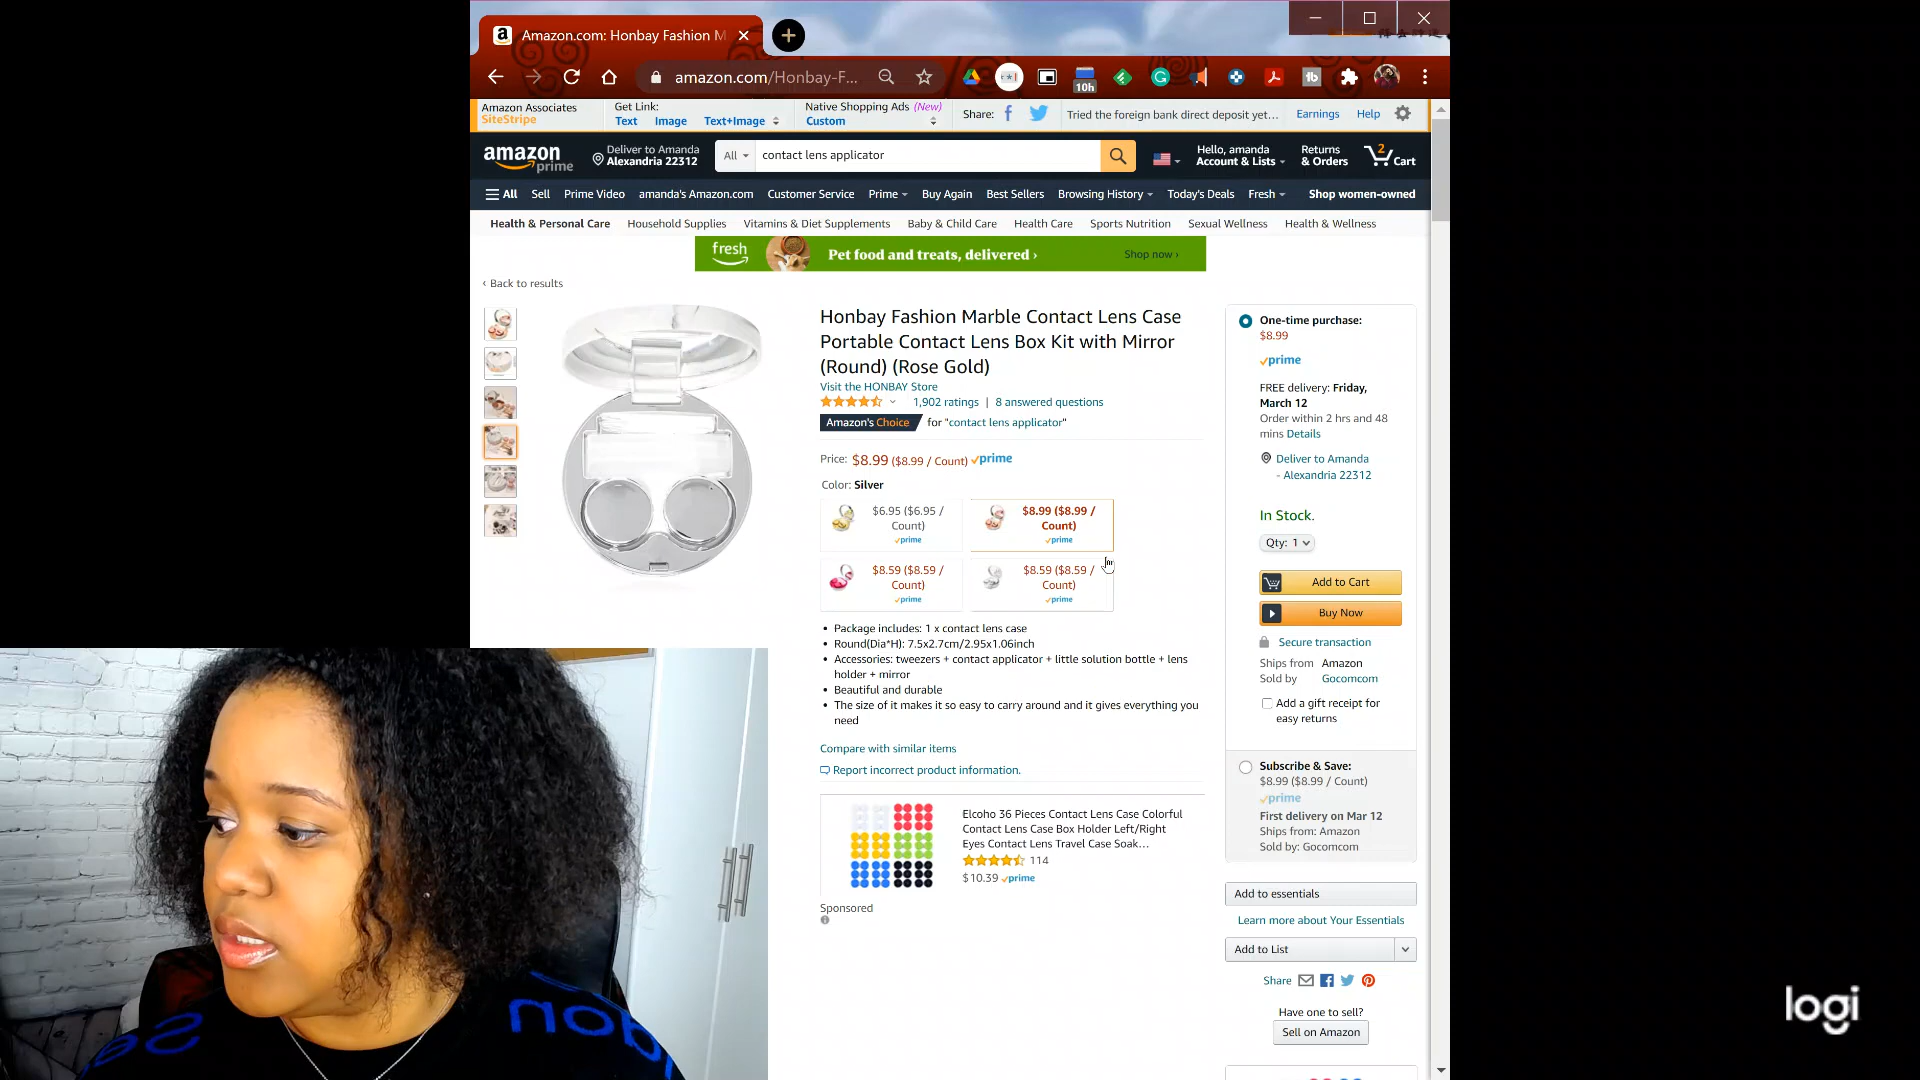 Amazon.com: Honbay Fashion M
amazon.com/Honbay-F...
10h
Amazon Associates
SiteStripe
Get Link:
Text Image Text+Image
Native Shopping Ads (New)
Custom
Share:
Tried the foreign bank direct deposit yet...
Earnings
Help
amazon prime
Deliver to Amanda
Alexandria 22312
All
contact lens applicator
Hello, amanda
Account & Lists
Returns
& Orders
2
Cart
All Sell Prime Video amanda's Amazon.com Customer Service Prime Buy Again Best Sellers Browsing History Today's Deals Fresh Shop women-owned
Health & Personal Care Household Supplies Vitamins & Diet Supplements Baby & Child Care Health Care Sports Nutrition Sexual Wellness Health & Wellness
fresh Pet food and treats, delivered › Shop now ›
‹ Back to results
Honbay Fashion Marble Contact Lens Case
Portable Contact Lens Box Kit with Mirror
(Round) (Rose Gold)
Visit the HONBAY Store
1,902 ratings | 8 answered questions
Amazon's Choice for "contact lens applicator"
Price: $8.99 ($8.99 / Count) prime
Color: Silver
$6.95 ($6.95 /
Count)
prime
$8.99 ($8.99 /
Count)
prime
$8.59 ($8.59 /
Count)
prime
$8.59 ($8.59 /
Count)
prime
• Package includes: 1 x contact lens case
• Round(Dia*H): 7.5x2.7cm/2.95x1.06inch
• Accessories: tweezers + contact applicator + little solution bottle + lens
holder + mirror
• Beautiful and durable
• The size of it makes it so easy to carry around and it gives everything you
need
Compare with similar items
Report incorrect product information.
Elcoho 36 Pieces Contact Lens Case Colorful
Contact Lens Case Box Holder Left/Right
Eyes Contact Lens Travel Case Soak...
114
$10.39 prime
Sponsored
One-time purchase:
$8.99
prime
FREE delivery: Friday,
March 12
Order within 2 hrs and 48
mins Details
Deliver to Amanda
- Alexandria 22312
In Stock.
Qty: 1
Add to Cart
Buy Now
Secure transaction
Ships from Amazon
Sold by Gocomcom
Add a gift receipt for
easy returns
Subscribe & Save:
$8.99 ($8.99 / Count)
prime
First delivery on Mar 12
Ships from: Amazon
Sold by: Gocomcom
Add to essentials
Learn more about Your Essentials
Add to List
Share
Have one to sell?
Sell on Amazon
logi